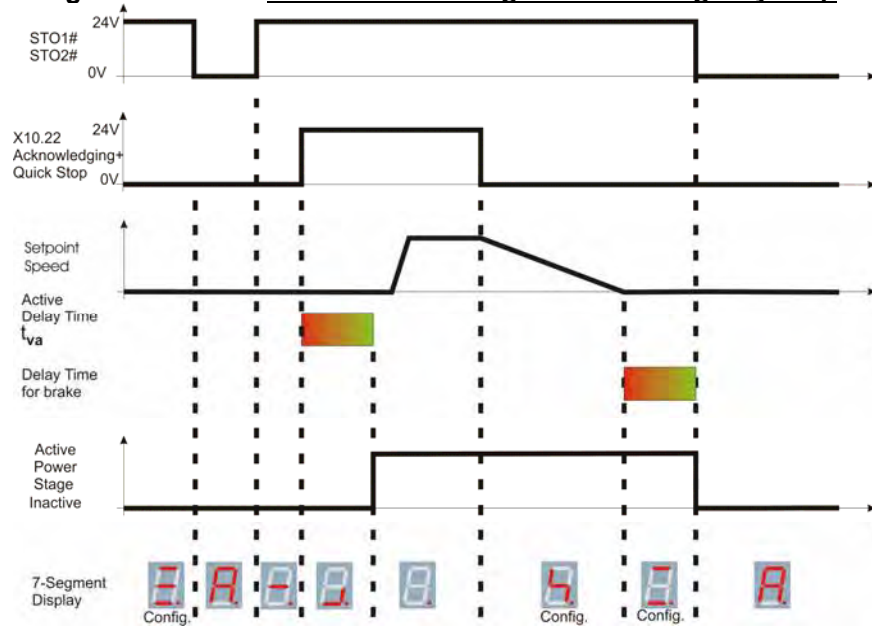 24V
STO1#
STO2#
0V
24V
X10.22
Acknowledging+
Quick Stop
0V
Setpoint
Speed
Active
Delay Time
tva
Delay Time
for brake
Active
Power
Stage
Inactive
7-Segment
Display
Config.
A.
-.
Config.
Config.
A.